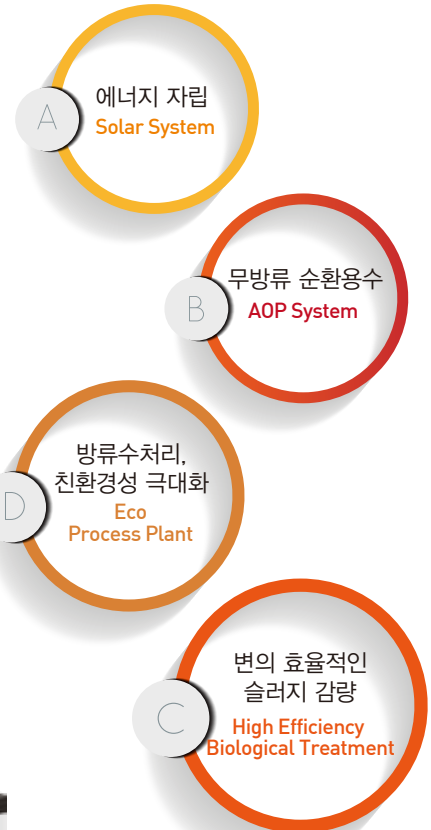 A
에너지 자립
Solar System
B
무방류 순환용수
AOP System
D
방류수처리,
친환경성 극대화
Eco
Process Plant
C
변의 효율적인
슬러지 감량
High Efficiency
Biological Treatment